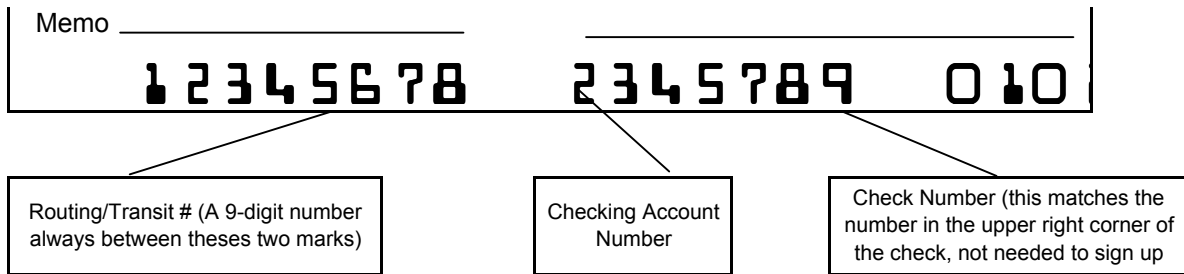 Memo
12345678 2345789 010
Routing/Transit # (A 9-digit number
always between theses two marks)
Checking Account
Number
Check Number (this matches the
number in the upper right corner of
the check, not needed to sign up